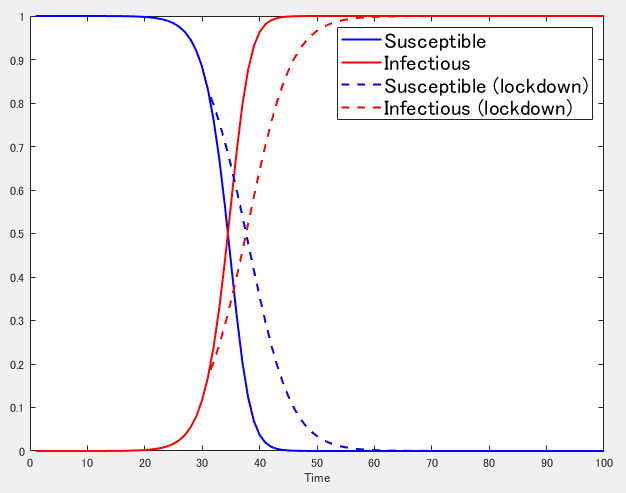 1
0.9
0.8
0.7
0.6
0.5
0.4
0.3
0.2
0.1
0
Susceptible
Infectious
Susceptible (lockdown)
Infectious (lockdown)
0 10 20 30 40 50 60 70 80 90 100
Time